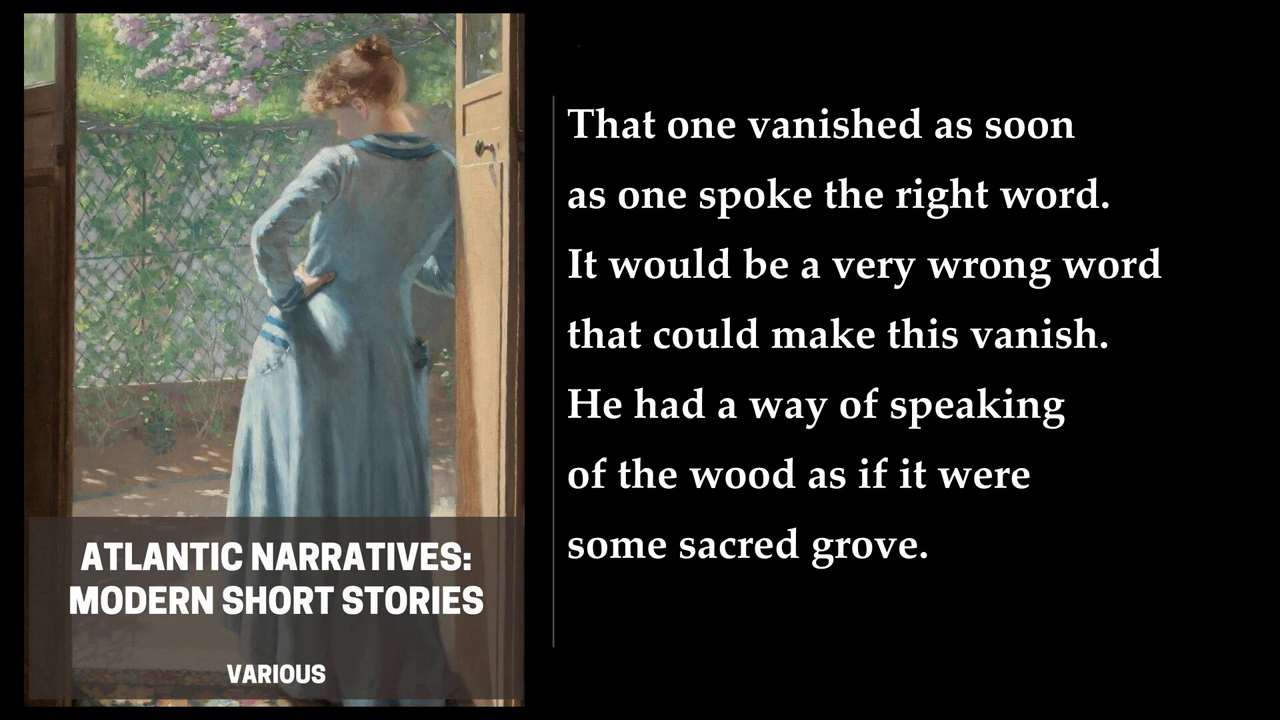 That one vanished as soon
as one spoke the right word.
It would be a very wrong word
that could make this vanish.
He had a way of speaking
of the wood as if it were
some sacred grove.
ATLANTIC NARRATIVES:
MODERN SHORT STORIES
VARIOUS